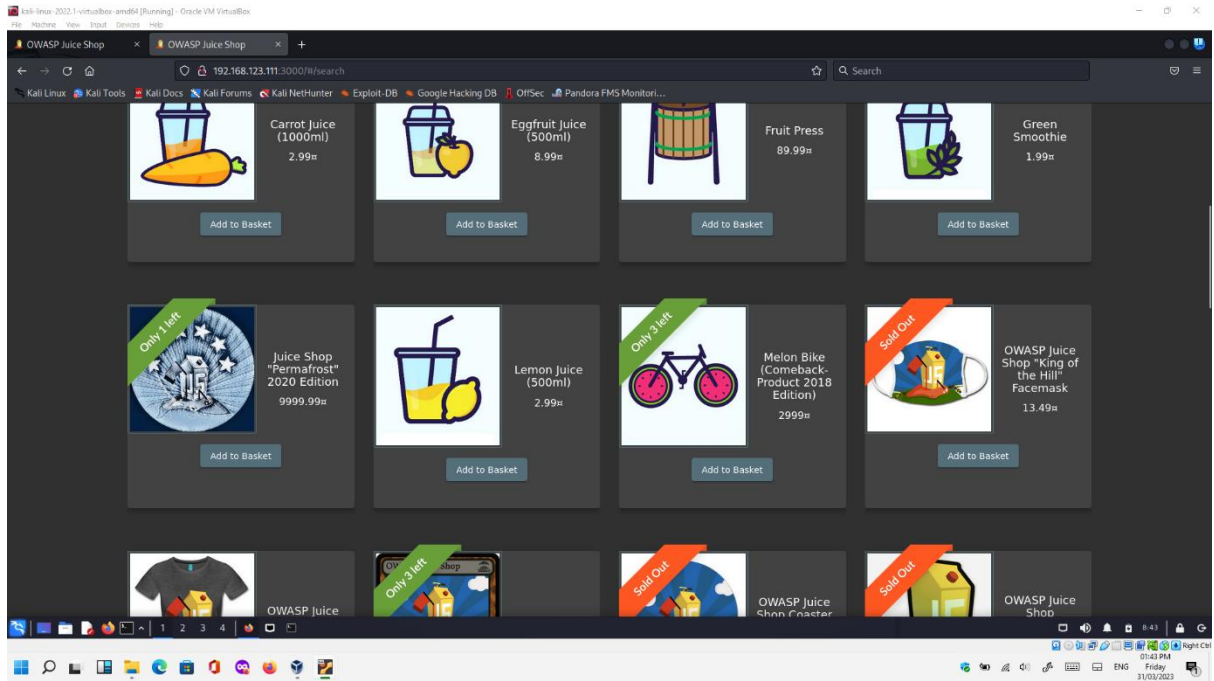 kali-linux-2022.1-virtualbox-amd64 [Running] - Oracle VM VirtualBox
File Machine View Input Devices Help
OWASP Juice Shop × OWASP Juice Shop × +
192.168.123.111:3000/#/search Search
Kali Linux Kali Tools Kali Docs Kali Forums Kali NetHunter Exploit-DB Google Hacking DB OffSec Pandora FMS Monitori...
Carrot Juice
(1000ml)
2.99¤
Add to Basket
Eggfruit Juice
(500ml)
8.99¤
Add to Basket
Fruit Press
89.99¤
Add to Basket
Green
Smoothie
1.99¤
Add to Basket
Only 1 left
Juice Shop
"Permafrost"
2020 Edition
9999.99¤
Add to Basket
Lemon Juice
(500ml)
2.99¤
Add to Basket
Only 3 left
Melon Bike
(Comeback-
Product 2018
Edition)
2999¤
Add to Basket
Sold Out
OWASP Juice
Shop "King of
the Hill"
Facemask
13.49¤
Add to Basket
OWASP Juice
Only 3 left
Shop
Sold Out
OWASP Juice
Shop Coaster
Sold Out
OWASP Juice
Shop
1 2 3 4
8:43
Right Ctrl
ENG
01:43 PM
Friday
31/03/2023